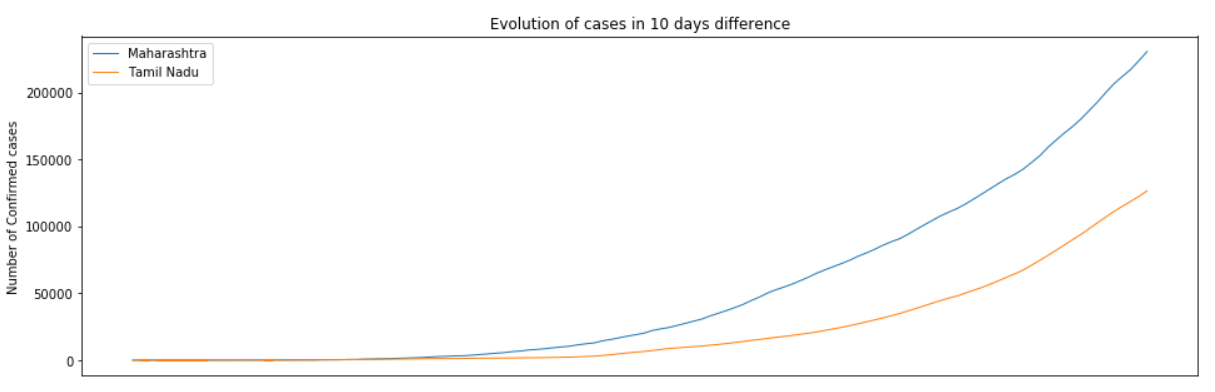 Evolution of cases in 10 days difference
Maharashtra
Tamil Nadu
Number of Confirmed cases
200000
150000
100000
50000
0